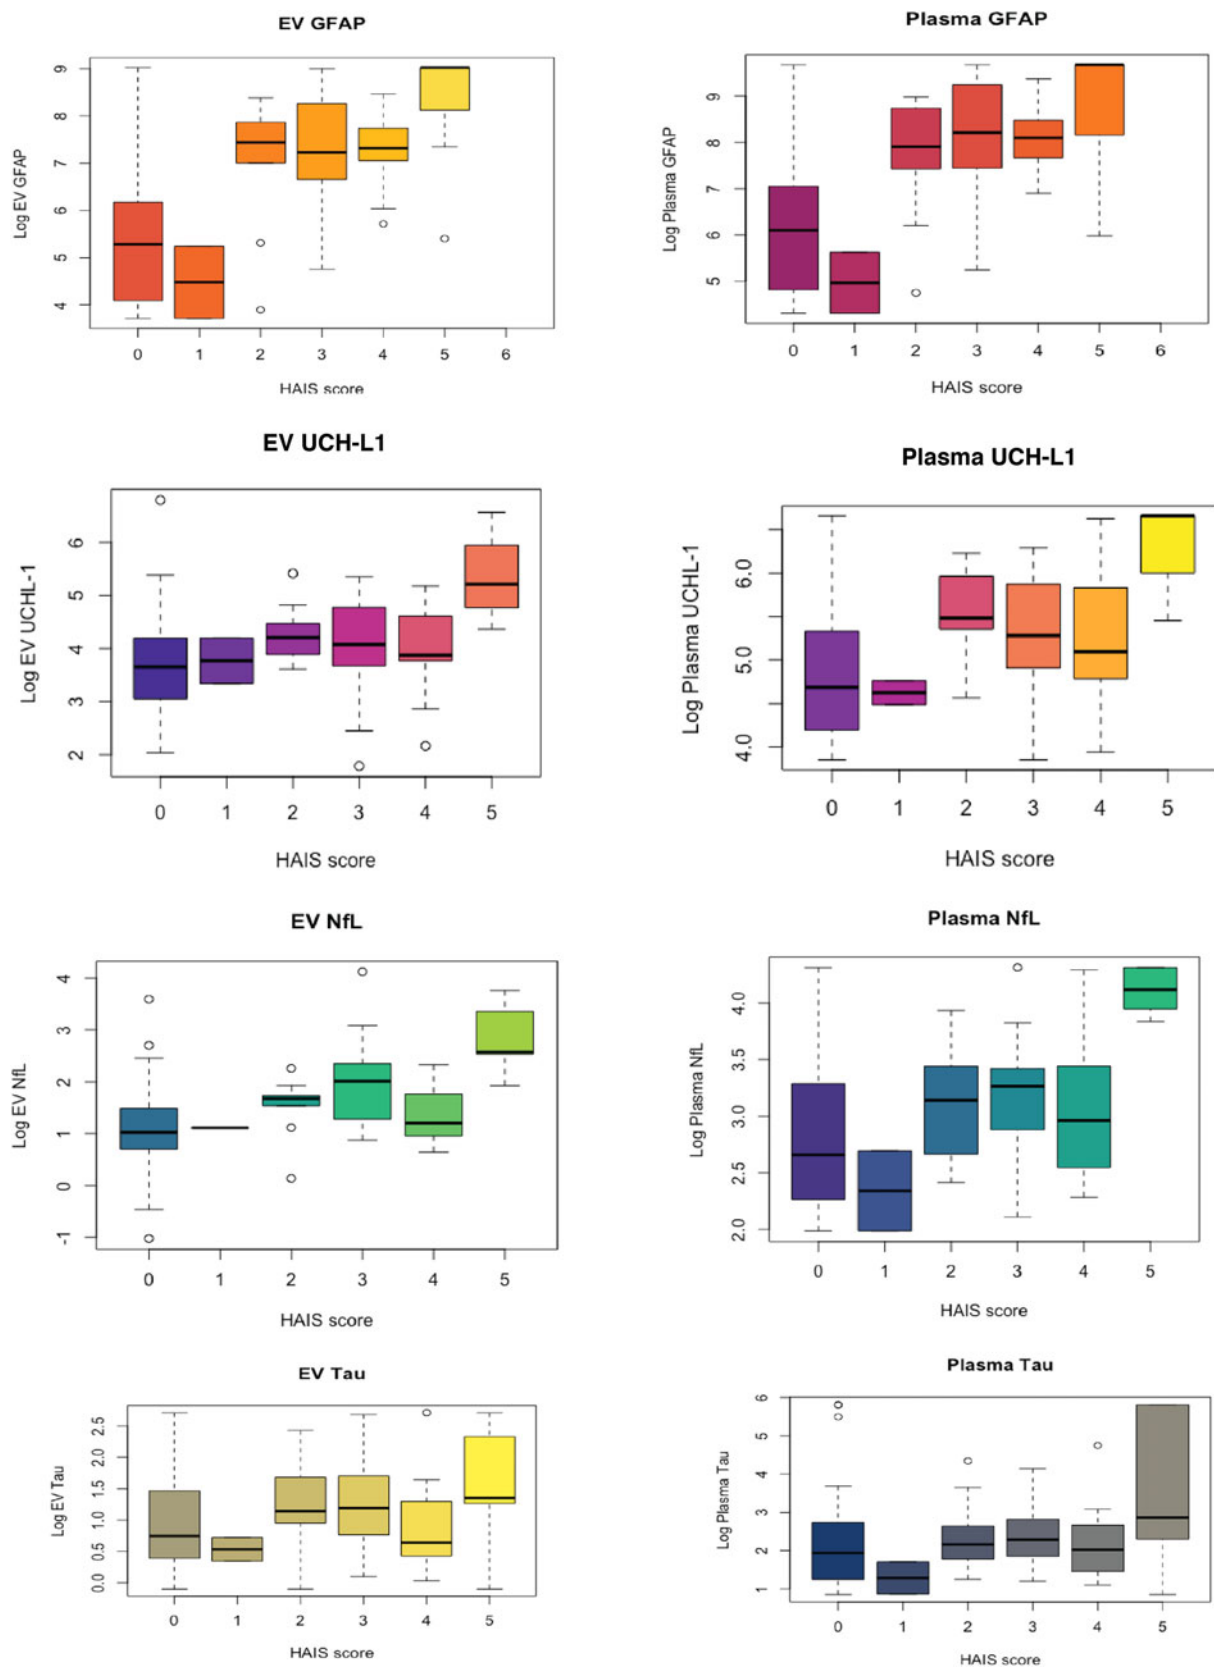 EV GFAP
Log EV GFAP
9
8
7
6
5
4
0 1 2 3 4 5 6
HAIS score
Plasma GFAP
Log Plasma GFAP
9
8
7
6
5
0 1 2 3 4 5 6
HAIS score
EV UCH-L1
Log EV UCHL-1
6
5
4
3
2
0 1 2 3 4 5
HAIS score
Plasma UCH-L1
Log Plasma UCHL-1
6.0
5.0
4.0
0 1 2 3 4 5
HAIS score
EV NfL
Log EV NfL
4
3
2
1
0
-1
0 1 2 3 4 5
HAIS score
Plasma NfL
Log Plasma NfL
4.0
3.5
3.0
2.5
2.0
0 1 2 3 4 5
HAIS score
EV Tau
Log EV Tau
2.5
2.0
1.5
1.0
0.5
0.0
0 1 2 3 4 5
HAIS score
Plasma Tau
Log Plasma Tau
6
5
4
3
2
1
0 1 2 3 4 5
HAIS score